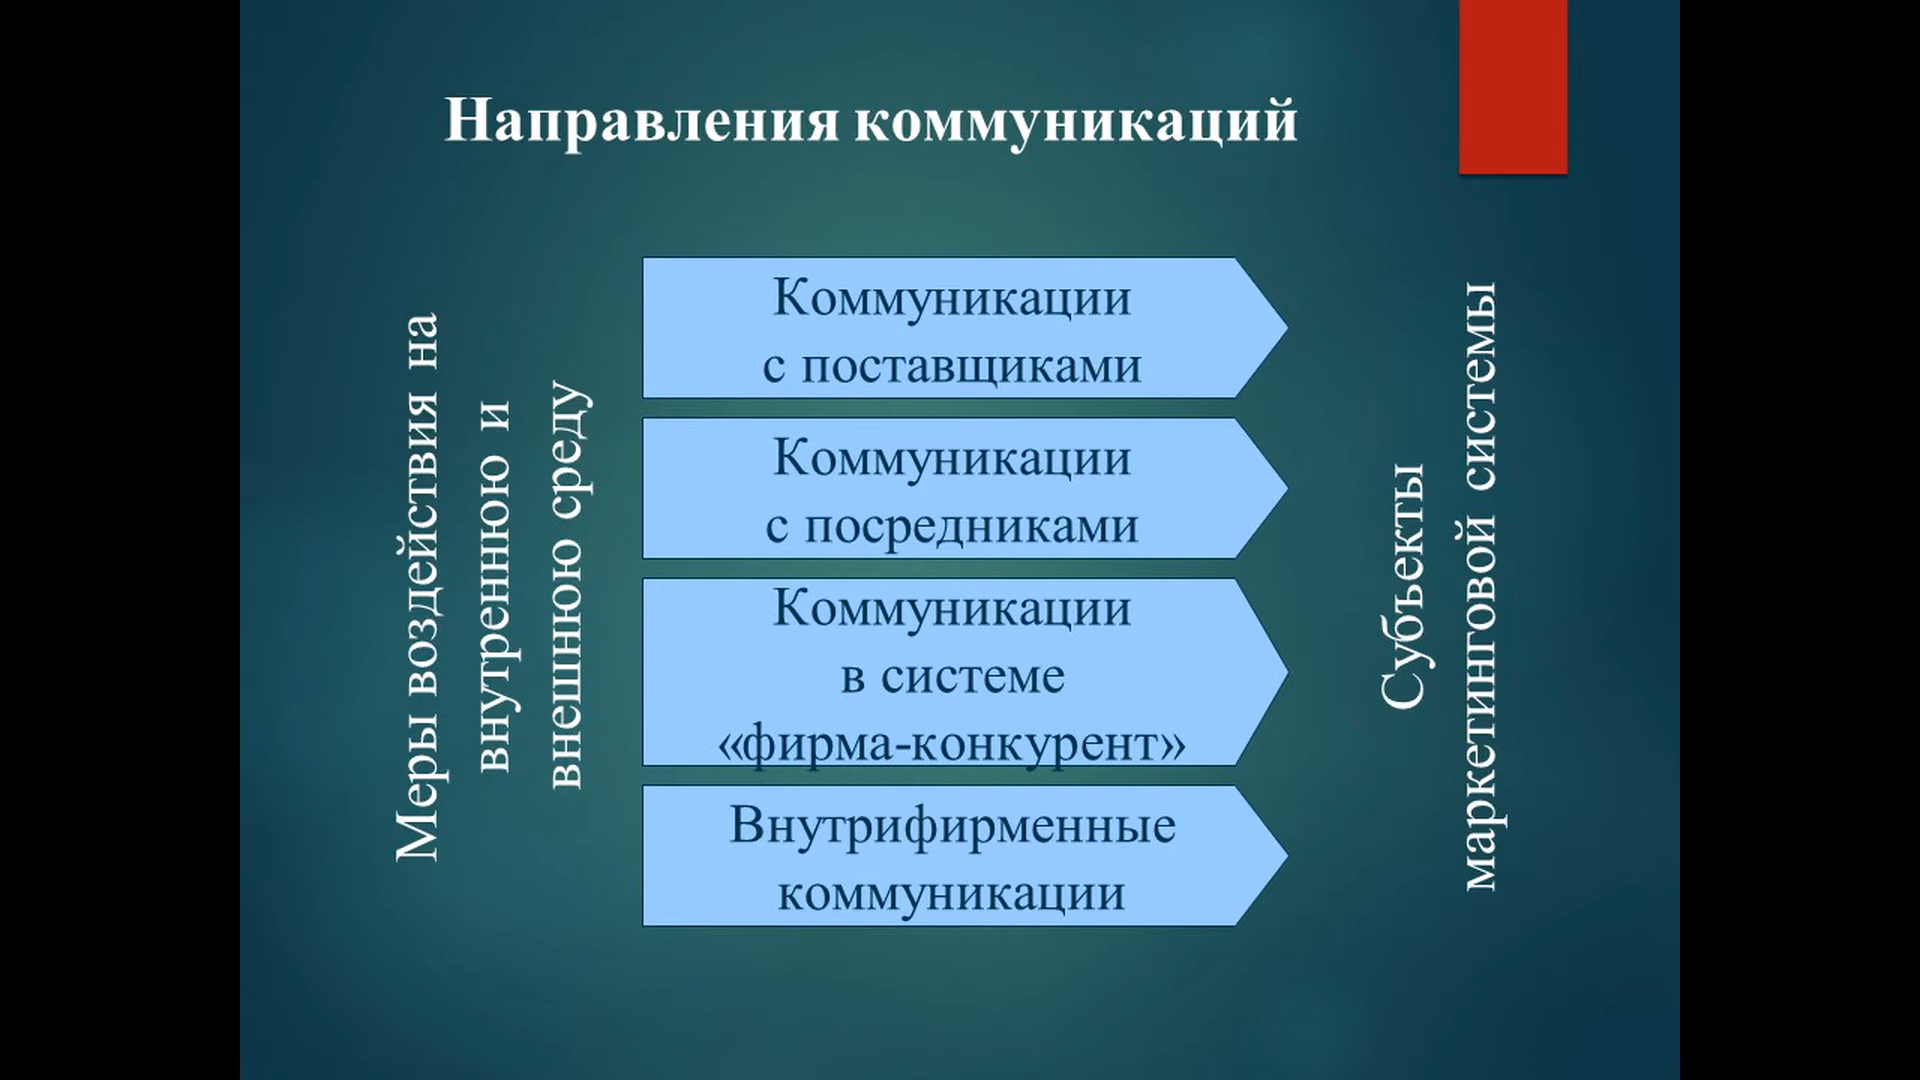 Направления коммуникаций
Меры воздействия на
внутреннюю и
внешнюю среду
Коммуникации
с поставщиками
Коммуникации
с посредниками
Коммуникации
в системе
«фирма-конкурент»
Внутрифирменные
коммуникации
Субъекты
маркетинговой системы